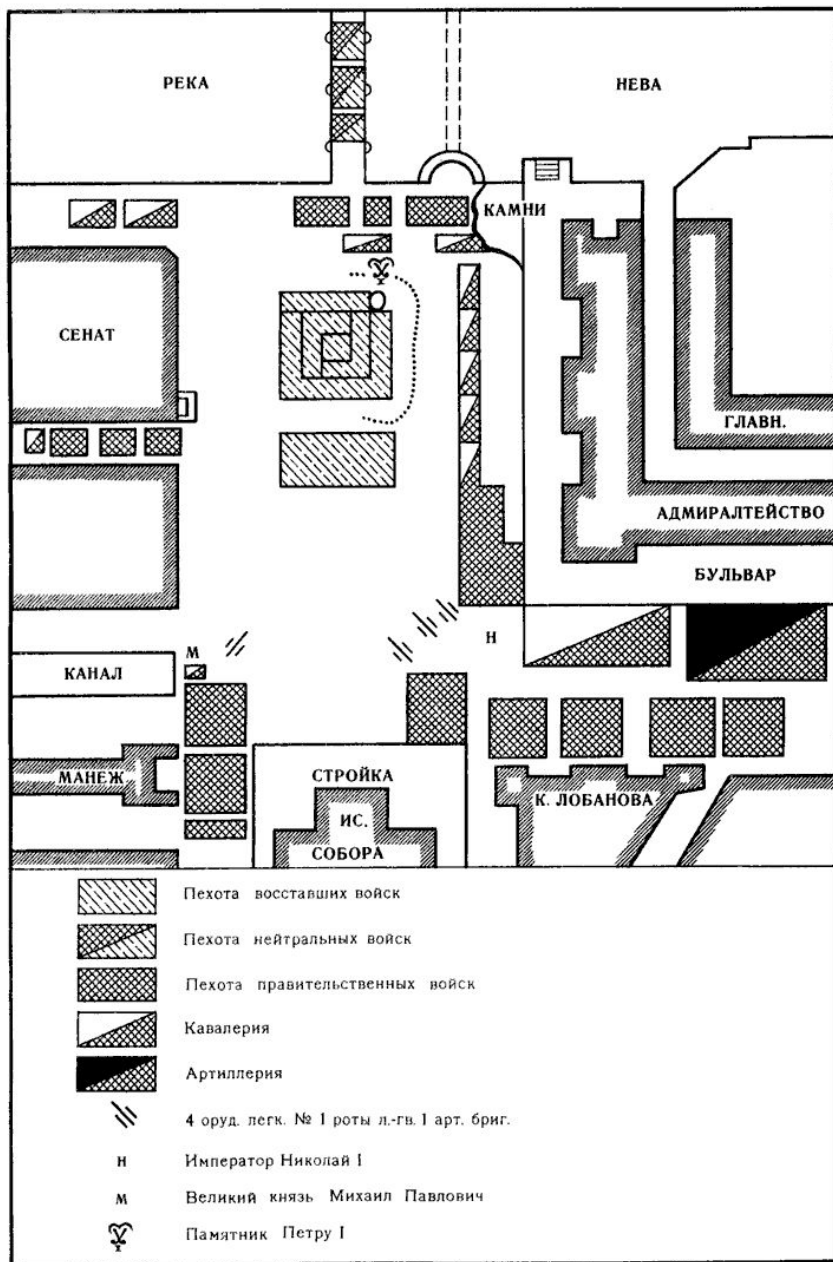 РЕКА
НЕВА
КАМНИ
СЕНАТ
ГЛАВН.
АДМИРАЛТЕЙСТВО
БУЛЬВАР
Н
М
КАНАЛ
МАНЕЖ
СТРОЙКА
ИС.
СОБОРА
К. ЛОБАНОВА
Пехота восставших войск
Пехота нейтральных войск
Пехота правительственных войск
Кавалерия
Артиллерия
4 оруд. легк. № 1 роты л.-гв. 1 арт. бриг.
Н Император Николай I
М Великий князь Михаил Павлович
Памятник Петру I